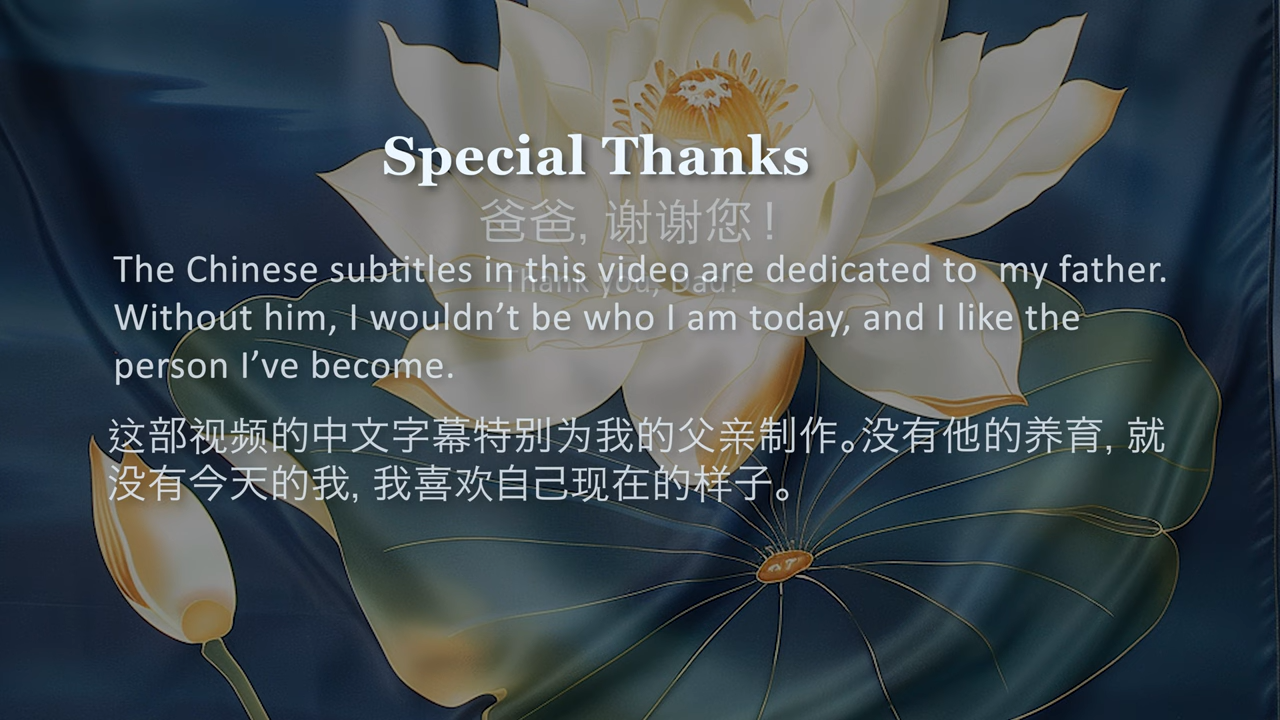 Special Thanks
爸爸, 谢谢您!
Thank you, Dad!
The Chinese subtitles in this video are dedicated to  my father.
Without him, I wouldn’t be who I am today, and I like the
person I’ve become.
这部视频的中文字幕特别为我的父亲制作。没有他的养育, 就
没有今天的我, 我喜欢自己现在的样子。